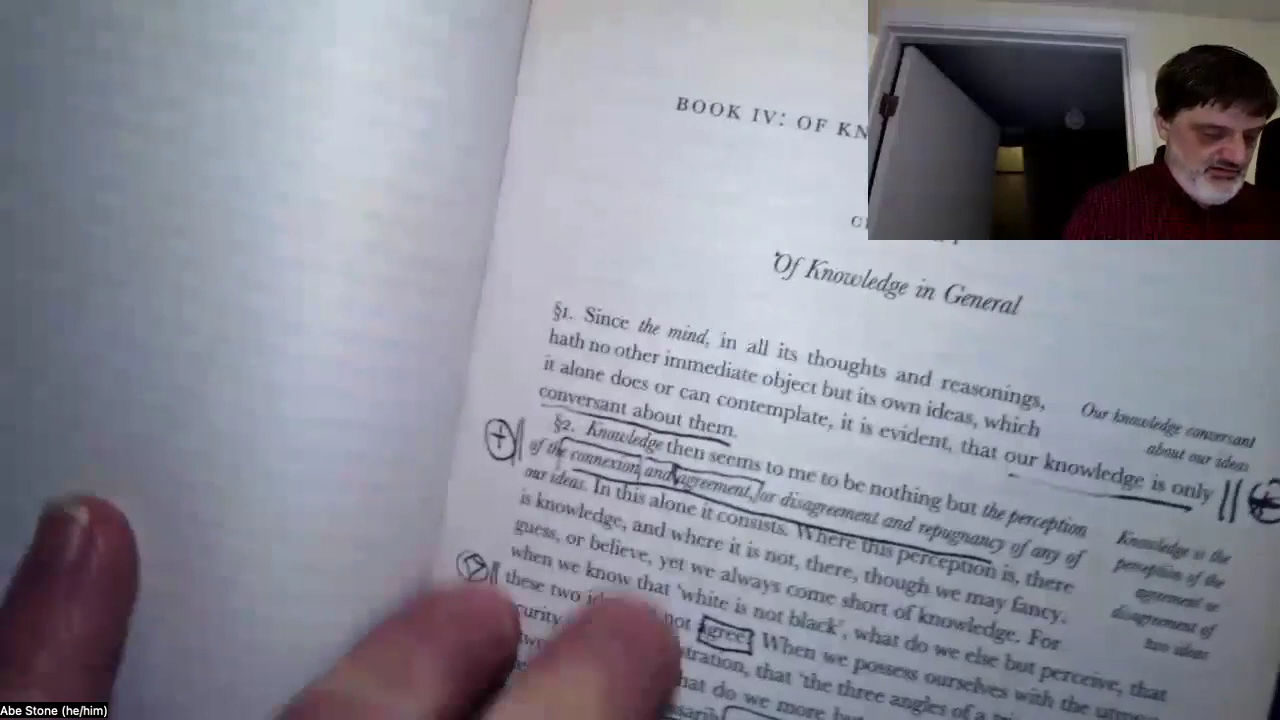 BOOK IV: OF KN
Of Knowledge in General
§1. Since the mind, in all its thoughts and reasonings,
hath no other immediate object but its own ideas, which
it alone does or can contemplate, it is evident, that our knowledge is only
conversant about them.
Our knowledge conversant
about our ideas
§2. Knowledge then seems to me to be nothing but the perception
of the connexion and agreement, or disagreement and repugnancy of any of
our ideas. In this alone it consists. Where this perception is, there
is knowledge, and where it is not, there, though we may fancy,
guess, or believe, yet we always come short of knowledge. For
when we know that 'white is not black', what do we else but perceive, that
these two not agree? When we possess ourselves with the
curity
stration, that 'the three angles of a
hat do we more but
Knowledge is the
perception of the
agreement or
disagreement of
two ideas
Abe Stone (he/him)